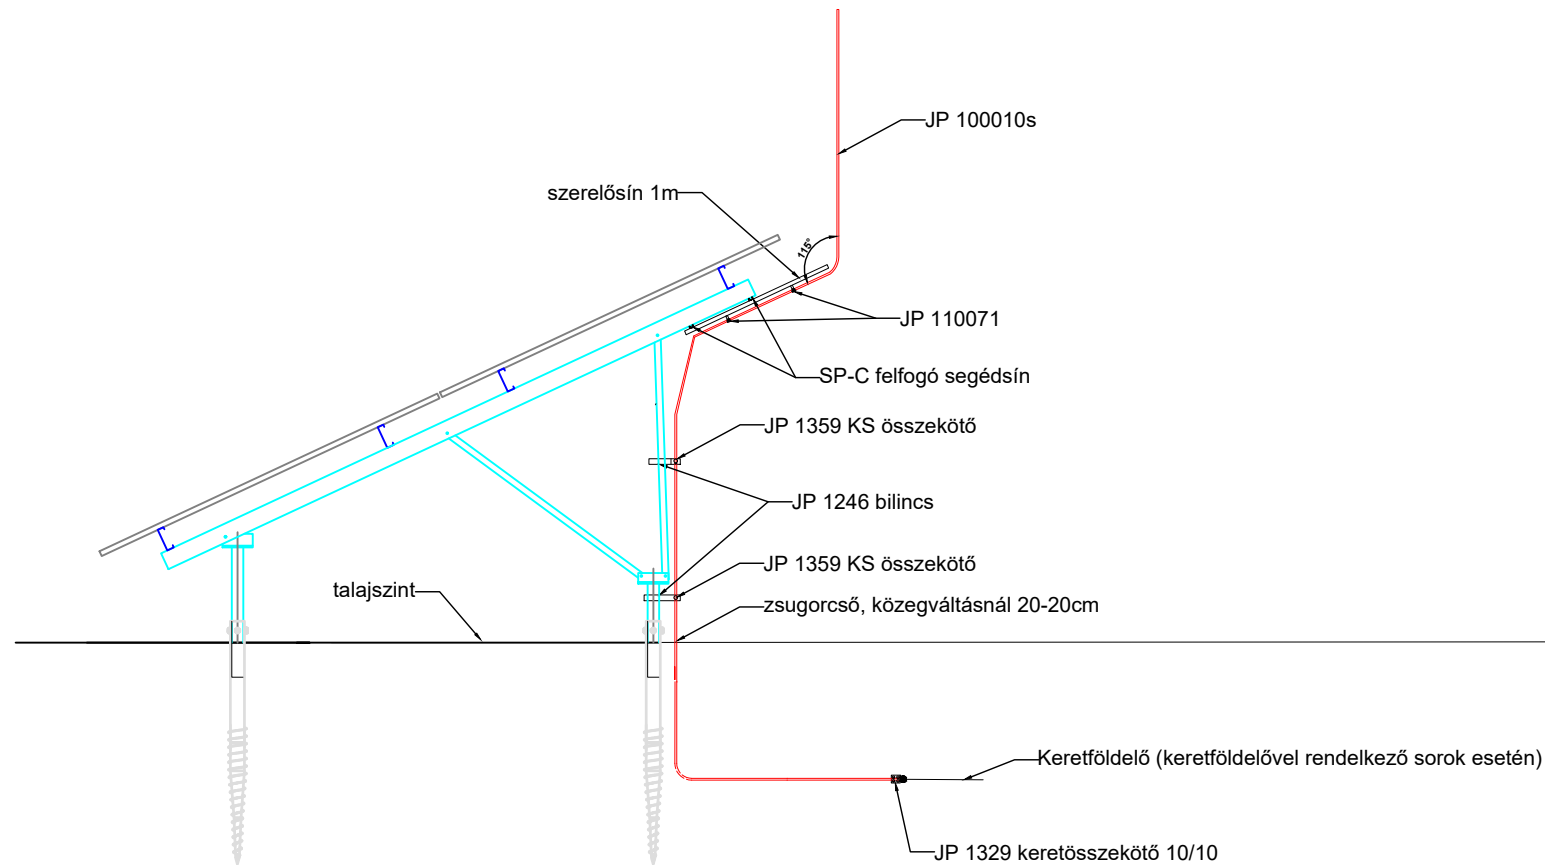 JP 100010s
szerelősín 1m
115°
JP 110071
SP-C felfogó segédsín
JP 1359 KS összekötő
JP 1246 bilincs
JP 1359 KS összekötő
talajszint
zsugorcső, közegváltásnál 20-20cm
Keretföldelő (keretföldelővel rendelkező sorok esetén)
JP 1329 keretösszekötő 10/10